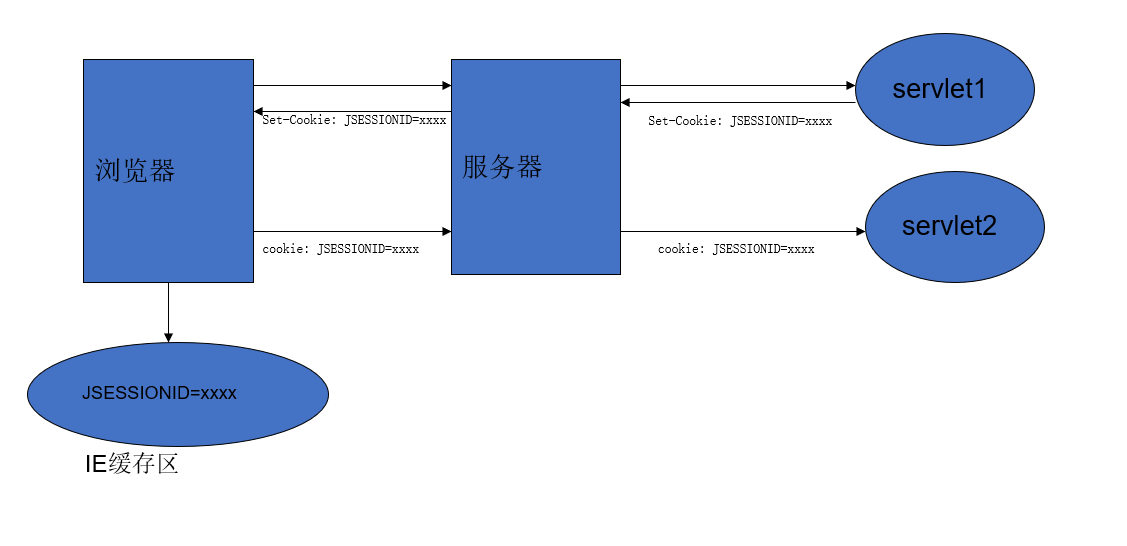 servlet1
Set-Cookie: JSESSIONID=xxxx
Set-Cookie: JSESSIONID=xxxx
浏览器
服务器
servlet2
cookie: JSESSIONID=xxxx
cookie: JSESSIONID=xxxx
JSESSIONID=xxxx
IE缓存区